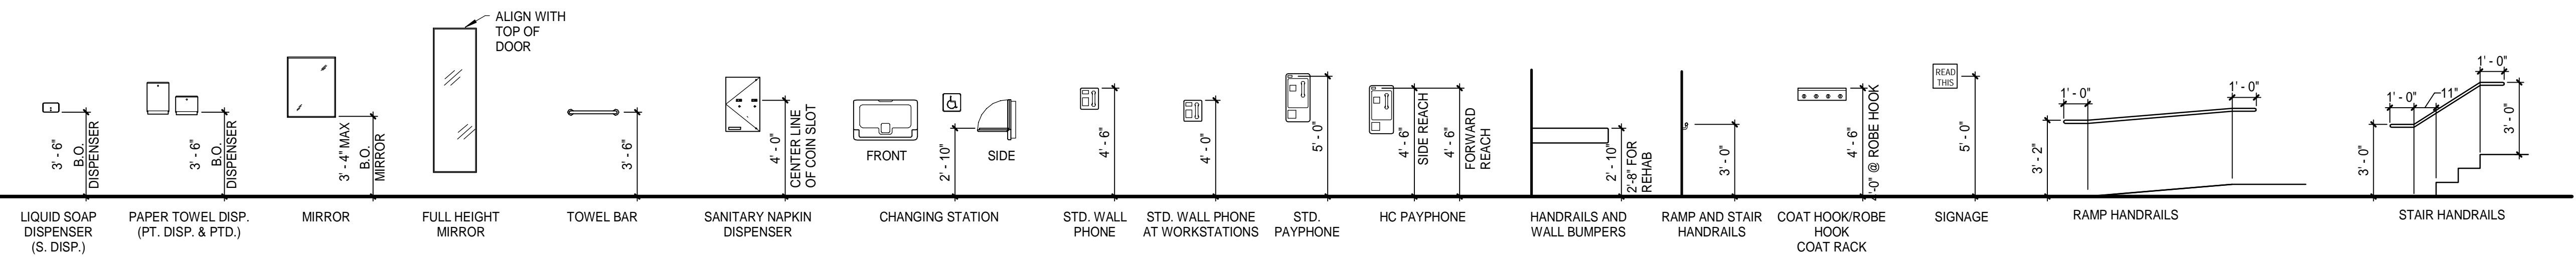 ALIGN WITH
TOP OF
DOOR
3' - 6"
B.O.
DISPENSER
LIQUID SOAP
DISPENSER
(S. DISP.)
3' - 6"
B.O.
DISPENSER
PAPER TOWEL DISP.
(PT. DISP. & PTD.)
3' - 4" MAX
B.O.
MIRROR
MIRROR
FULL HEIGHT
MIRROR
3' - 6"
TOWEL BAR
4' - 0"
CENTER LINE
OF COIN SLOT
SANITARY NAPKIN
DISPENSER
FRONT
2' - 10"
SIDE
CHANGING STATION
4' - 6"
STD. WALL
PHONE
4' - 0"
STD. WALL PHONE
AT WORKSTATIONS
5' - 0"
STD.
PAYPHONE
4' - 6"
SIDE REACH
4' - 6"
FORWARD
REACH
HC PAYPHONE
2' - 10"
2'-8" FOR
REHAB
HANDRAILS AND
WALL BUMPERS
3' - 0"
RAMP AND STAIR
HANDRAILS
4' - 6"
-0" @ ROBE HOOK
COAT HOOK/ROBE
HOOK
COAT RACK
READ
THIS
5' - 0"
SIGNAGE
1' - 0"
1' - 0"
3' - 2"
RAMP HANDRAILS
1' - 0"
1' - 0"
11"
3' - 0"
3' - 0"
STAIR HANDRAILS